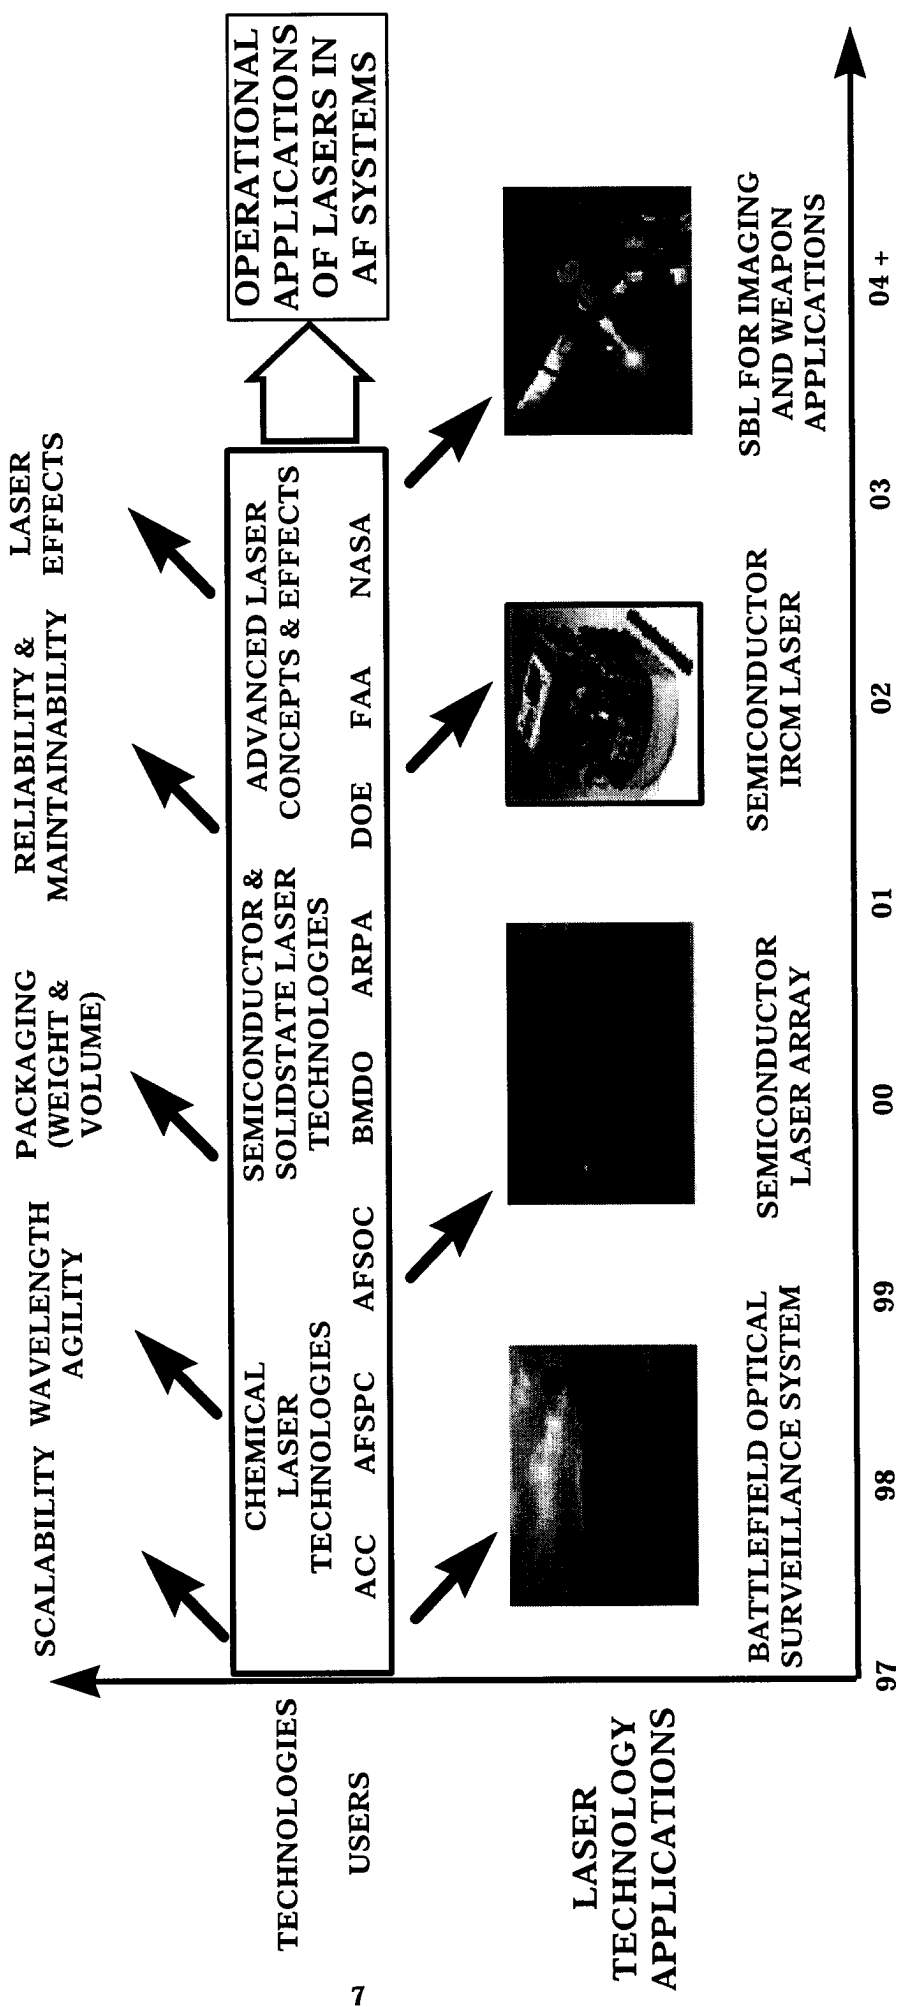 SCALABILITY
WAVELENGTH
AGILITY
PACKAGING
(WEIGHT &
VOLUME)
RELIABILITY &
MAINTAINABILITY
LASER
EFFECTS
TECHNOLOGIES
CHEMICAL
LASER
TECHNOLOGIES
SEMICONDUCTOR &
SOLIDSTATE LASER
TECHNOLOGIES
ADVANCED LASER
CONCEPTS & EFFECTS
OPERATIONAL
APPLICATIONS
OF LASERS IN
AF SYSTEMS
USERS
ACC AFSPC AFSOC BMDO ARPA DOE FAA NASA
LASER
TECHNOLOGY
APPLICATIONS
BATTLEFIELD OPTICAL
SURVEILLANCE SYSTEM
SEMICONDUCTOR
LASER ARRAY
SEMICONDUCTOR
IRCM LASER
SBL FOR IMAGING
AND WEAPON
APPLICATIONS
97 98 99 00 01 02 03 04 +
7